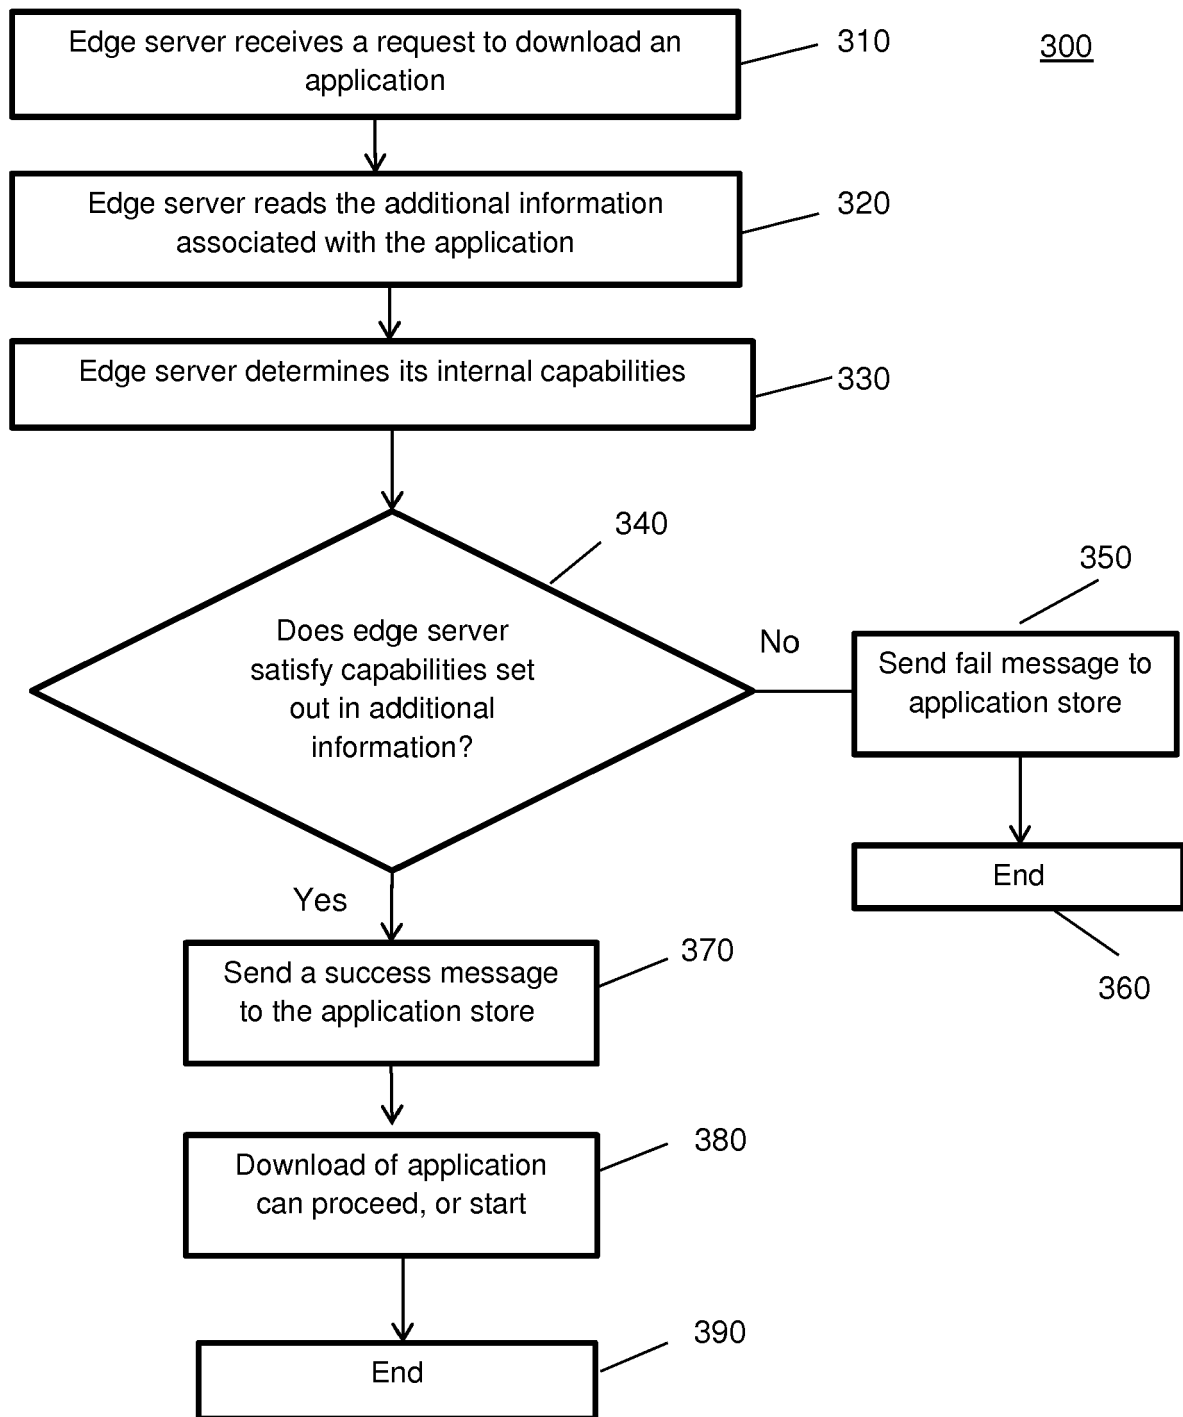 Edge server receives a request to download an
application
310
300
Edge server reads the additional information
associated with the application
320
Edge server determines its internal capabilities
330
340
Does edge server
satisfy capabilities set
out in additional
information?
No
350
Send fail message to
application store
End
360
Yes
Send a success message
to the application store
370
Download of application
can proceed, or start
380
End
390